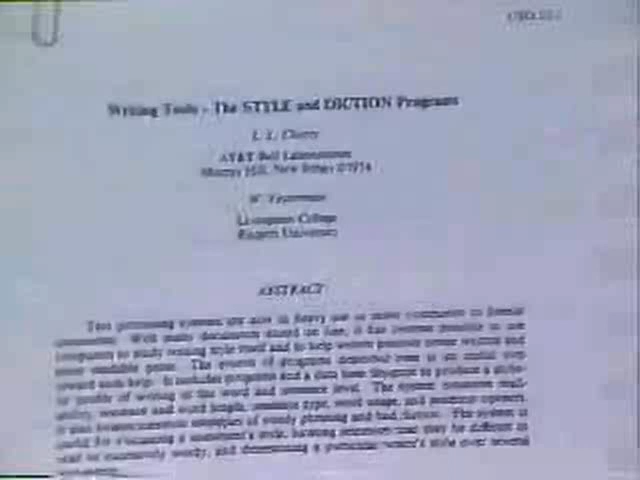 Writing Tools - The STYLE and DICTION Programs
L. L. Cherry
AT&T Bell Laboratories
Murray Hill, New Jersey 07974
W. Vesterman
Livingston College
Rutgers University
ABSTRACT
Text processing systems are now in heavy use in many companies to format
documents. With many documents stored on line, it has become possible to use
computers to study writing style itself and to help writers produce better written and
more readable prose. The system of programs described here is an initial step
toward such help. It includes programs and a data base designed to produce a stylis-
tic profile of writing at the word and sentence level. The system measures read-
ability, sentence and word length, sentence type, word usage, and sentence openers.
It also locates common examples of wordy phrasing and bad diction. The system is
useful for evaluating a document's style, locating sentences that may be difficult to
read or excessively wordy, and determining a particular writer's style over several
documents.